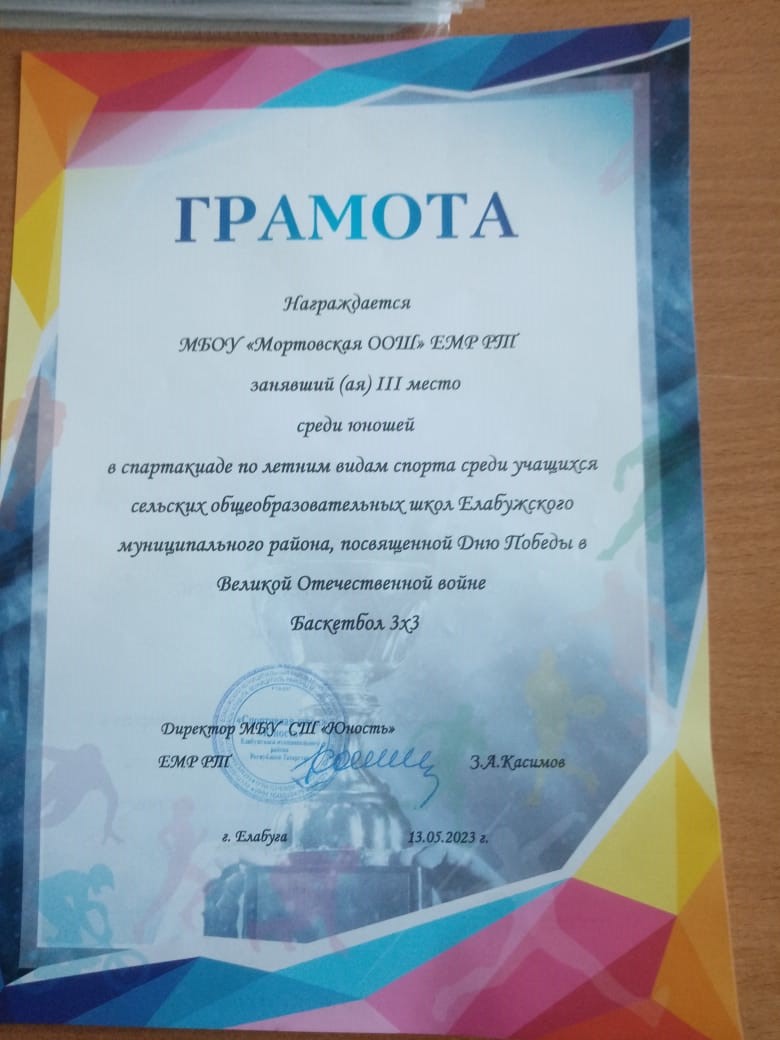 ГРАМОТА
Награждается
МБОУ «Мортовская ООШ» ЕМР РТ
занявший (ая) III место
среди юношей
в спартакиаде по летним видам спорта среди учащихся
сельских общеобразовательных школ Елабужского
муниципального района, посвященной Дню Победы в
Великой Отечественной войне
Баскетбол 3х3
Директор МБУ СШ «Юность»
ЕМР РТ З.А.Касимов
г. Елабуга 13.05.2023 г.